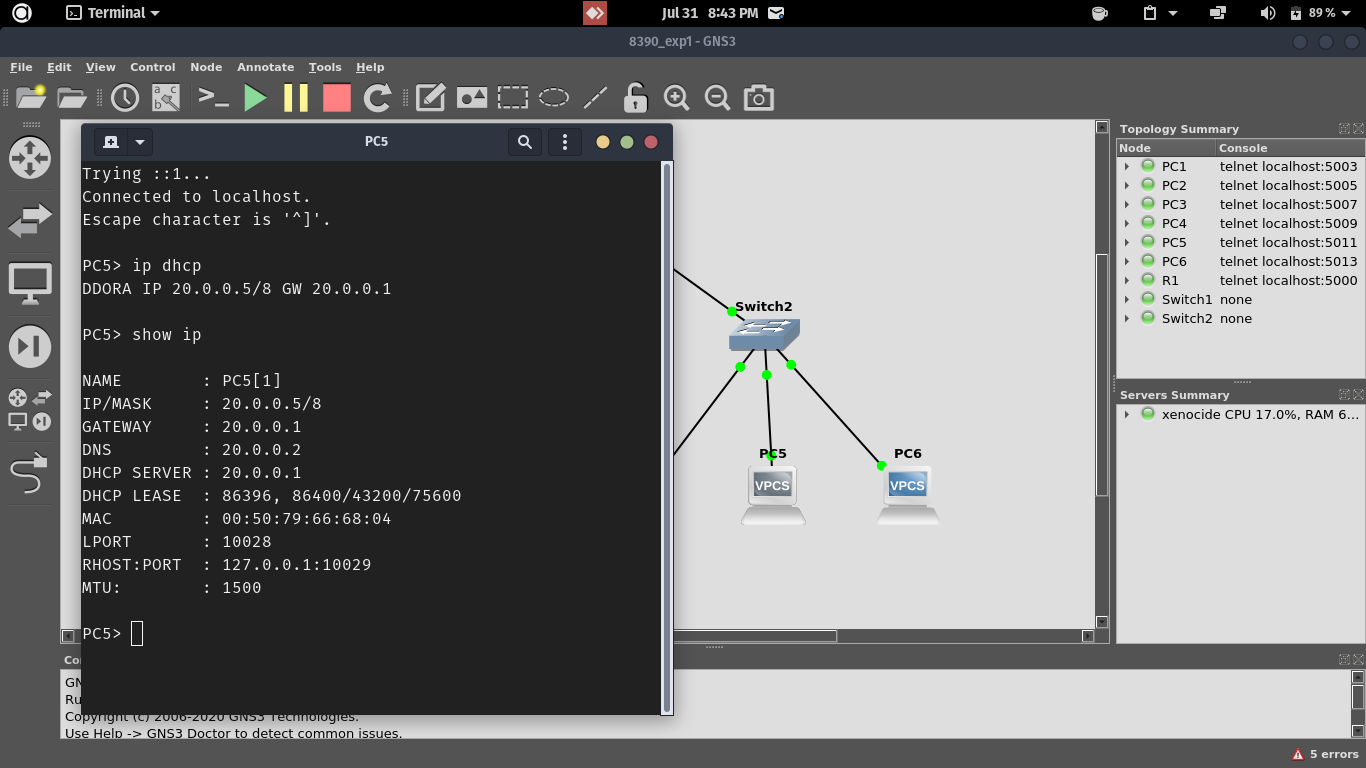 Terminal
Jul 31 8:43 PM
89 %
8390_exp1 - GNS3
File Edit View Control Node Annotate Tools Help
a b c
PC5
Trying ::1...
Connected to localhost.
Escape character is '^]'.
PC5> ip dhcp
DDORA IP 20.0.0.5/8 GW 20.0.0.1
PC5> show ip
NAME : PC5[1]
IP/MASK : 20.0.0.5/8
GATEWAY : 20.0.0.1
DNS : 20.0.0.2
DHCP SERVER : 20.0.0.1
DHCP LEASE : 86396, 86400/43200/75600
MAC : 00:50:79:66:68:04
LPORT : 10028
RHOST:PORT : 127.0.0.1:10029
MTU: : 1500
PC5>
Switch2
PC5
PC6
VPCS
VPCS
Topology Summary
Node Console
PC1 telnet localhost:5003
PC2 telnet localhost:5005
PC3 telnet localhost:5007
PC4 telnet localhost:5009
PC5 telnet localhost:5011
PC6 telnet localhost:5013
R1 telnet localhost:5000
Switch1 none
Switch2 none
Servers Summary
xenocide CPU 17.0%, RAM 6...
Copyright (c) 2006-2020 GNS3 Technologies.
Use Help -> GNS3 Doctor to detect common issues.
5 errors